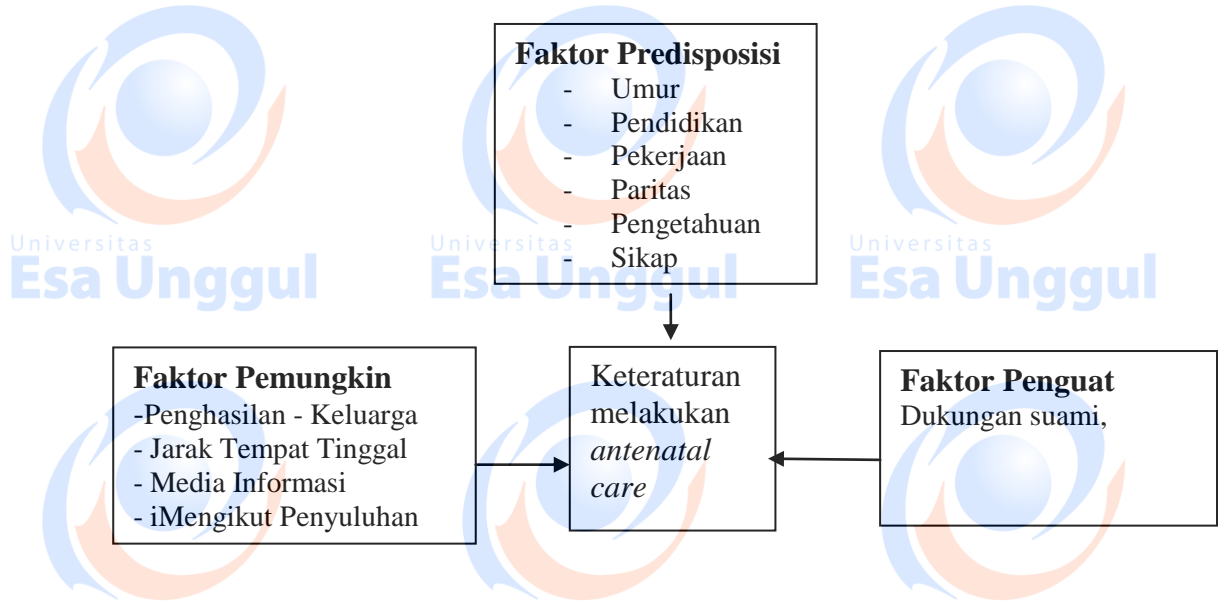 Faktor Predisposisi
- Umur
- Pendidikan
- Pekerjaan
- Paritas
- Pengetahuan
- Sikap
Universitas
Esa Unggul
Universitas
Esa Unggul
Universitas
Esa Unggul
Faktor Pemungkin
-Penghasilan - Keluarga
- Jarak Tempat Tinggal
- Media Informasi
- iMengikut Penyuluhan
Keteraturan
melakukan
antenatal
care
Faktor Penguat
Dukungan suami,